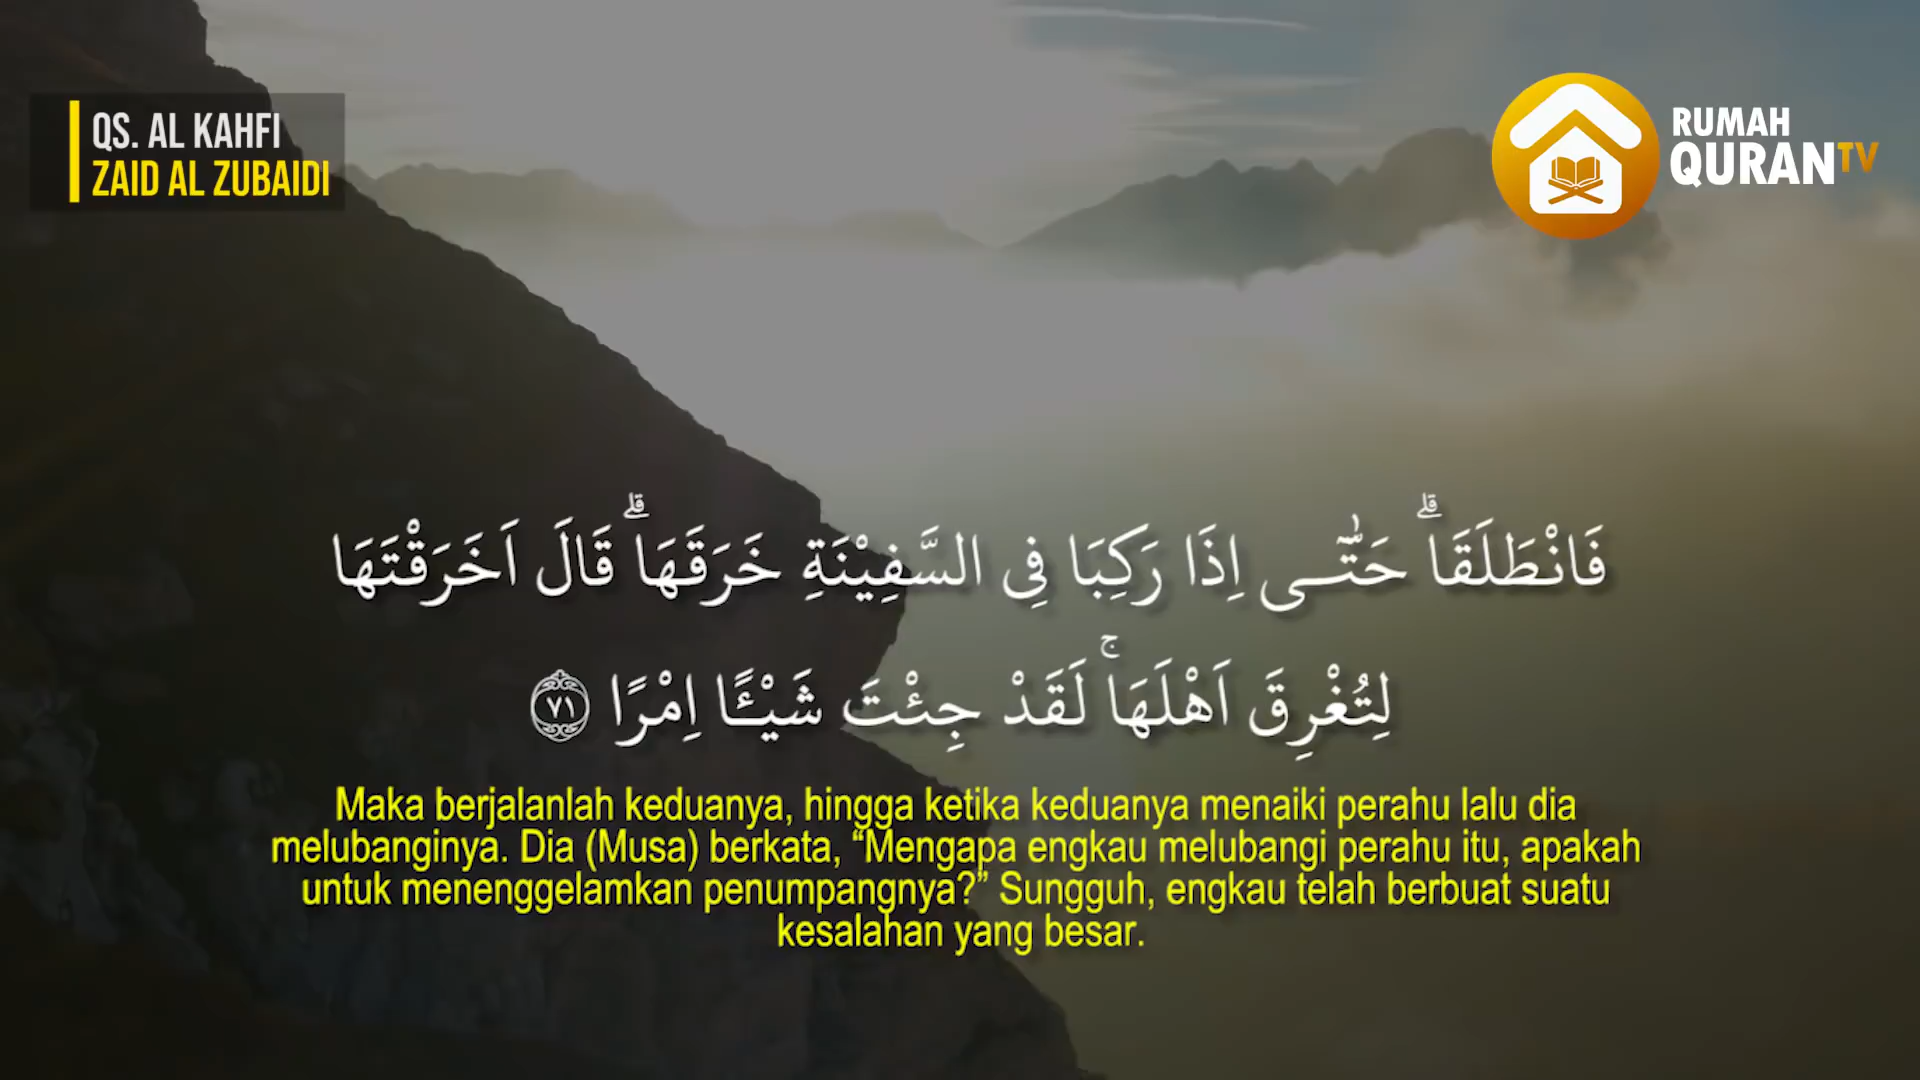 QS. AL KAHFI
ZAID AL ZUBAIDI
RUMAH
QURANTV
فَانْطَلَقَاۗ حَتّٰٓى اِذَا رَكِبَا فِى السَّفِيْنَةِ خَرَقَهَاۗ قَالَ اَخَرَقْتَهَا
لِتُغْرِقَ اَهْلَهَاۚ لَقَدْ جِئْتَ شَيْـًٔا اِمْرًا ۝٧١
Maka berjalanlah keduanya, hingga ketika keduanya menaiki perahu lalu dia
melubanginya. Dia (Musa) berkata, “Mengapa engkau melubangi perahu itu, apakah
untuk menenggelamkan penumpangnya?” Sungguh, engkau telah berbuat suatu
kesalahan yang besar.